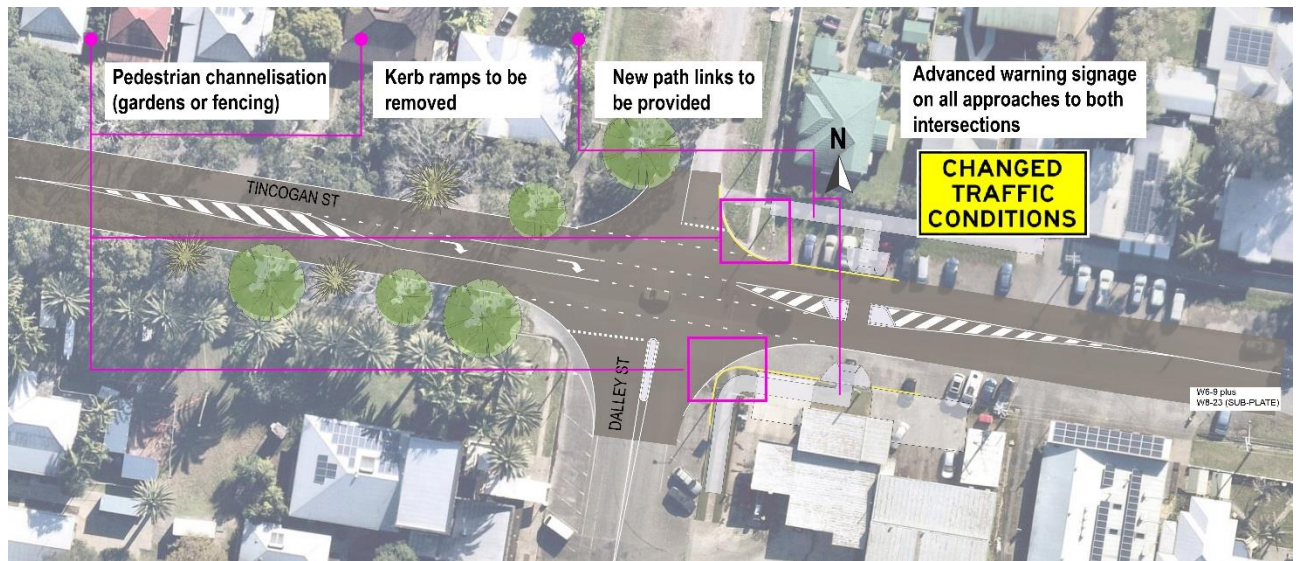 Pedestrian channelisation
(gardens or fencing)
Kerb ramps to be
removed
New path links to
be provided
Advanced warning signage
on all approaches to both
intersections
N
CHANGED
TRAFFIC
CONDITIONS
TINCOGAN ST
DALLEY ST
W6-9 plus
W8-23 (SUB-PLATE)